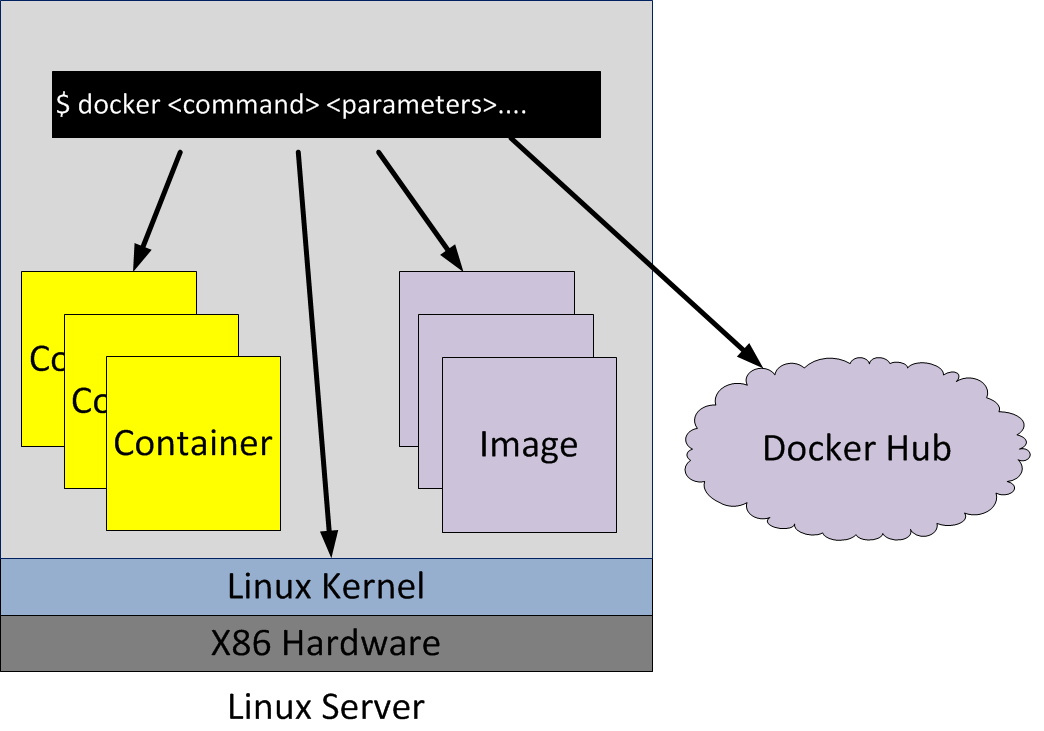 $ docker <command> <parameters>....
Co
Co
Container
Image
Docker Hub
Linux Kernel
X86 Hardware
Linux Server